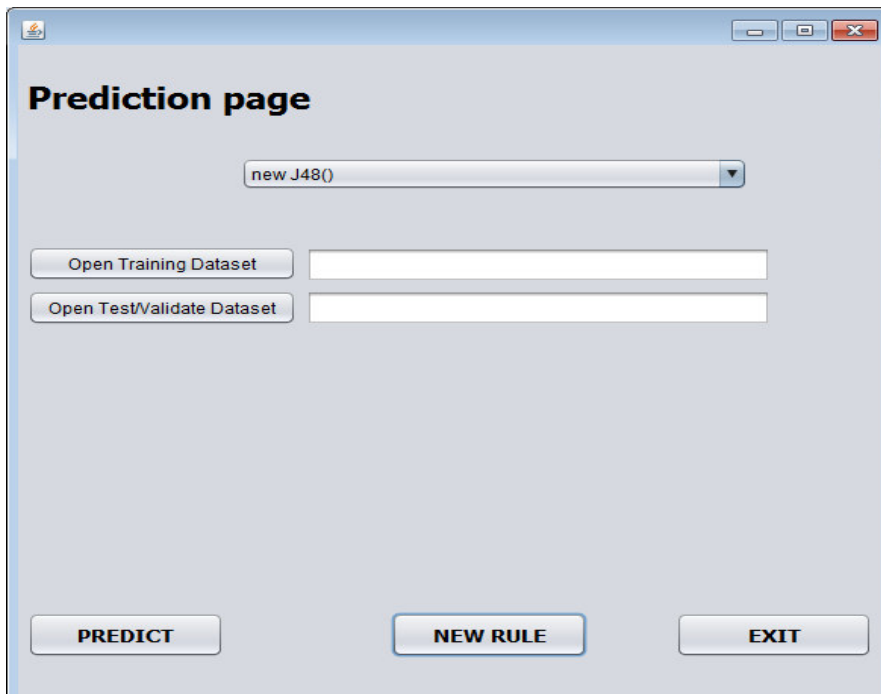 Prediction page
new J48()
Open Training Dataset
Open Test/Validate Dataset
PREDICT NEW RULE EXIT